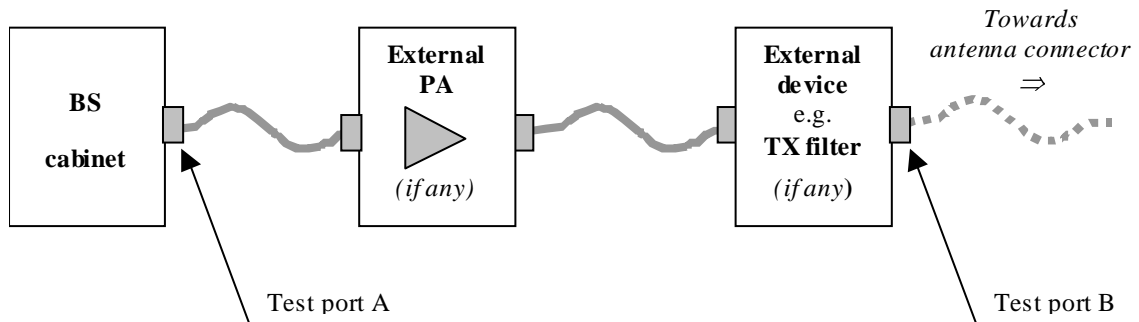 BS
cabinet
External
PA
(if any)
External
device
e.g.
TX filter
(if any)
Towards
antenna connector
⇒
Test port A
Test port B